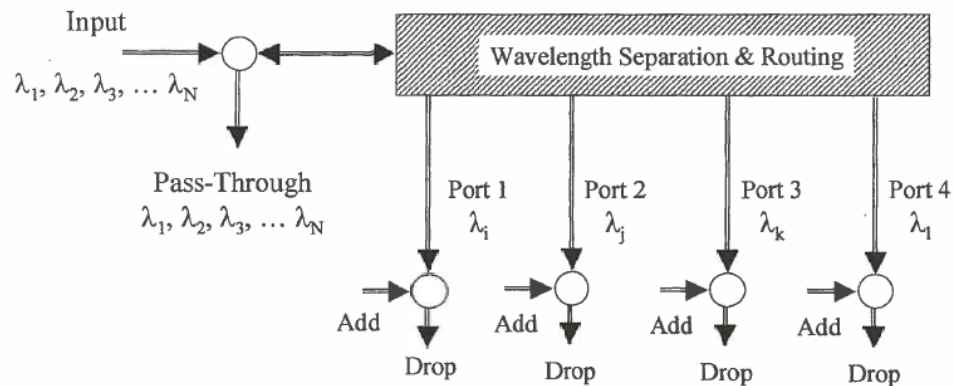 Input
λ₁, λ₂, λ₃, ... λN
Pass-Through
λ₁, λ₂, λ₃, ... λN
Wavelength Separation & Routing
Port 1
λi
Port 2
λj
Port 3
λk
Port 4
λl
Add
Add
Add
Add
Drop
Drop
Drop
Drop